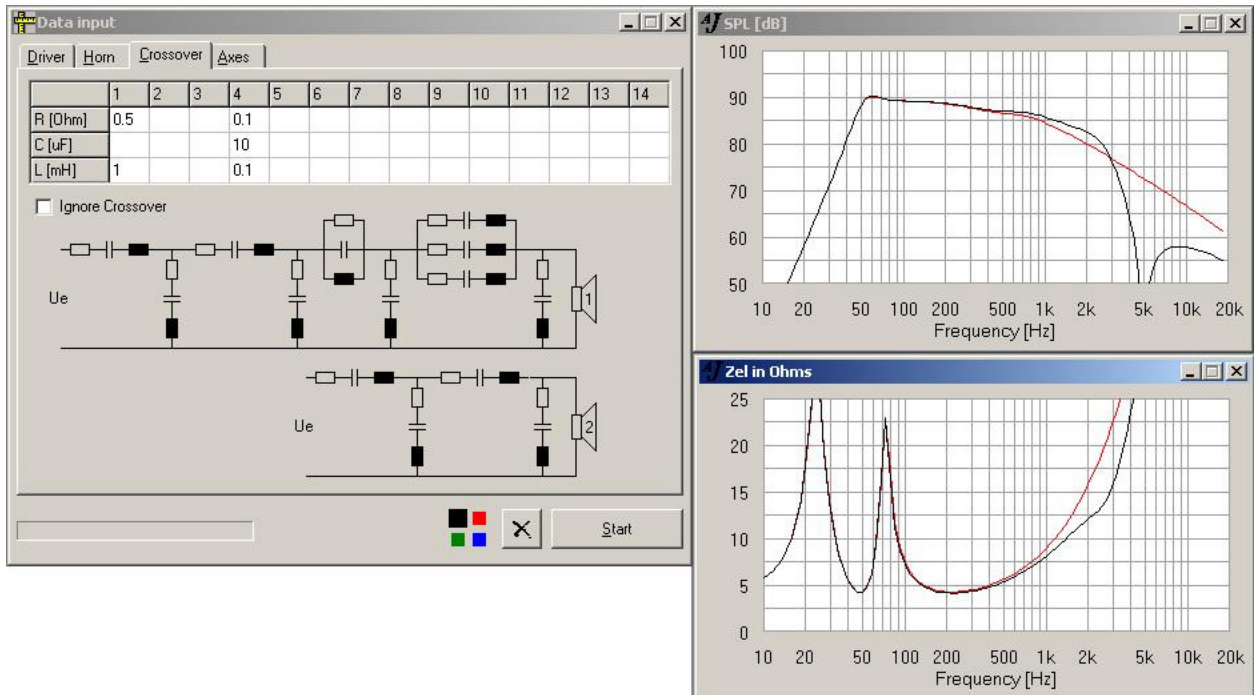 Data input
Driver Horn Crossover Axes
1 2 3 4 5 6 7 8 9 10 11 12 13 14
R [Ohm] 0.5 0.1
C [uF] 10
L [mH] 1 0.1
Ignore Crossover
Ue
1
Ue
2
Start
AJ SPL [dB]
100
90
80
70
60
50
10 20 50 100 200 500 1k 2k 5k 10k 20k
Frequency [Hz]
AJ Zel in Ohms
25
20
15
10
5
0
10 20 50 100 200 500 1k 2k 5k 10k 20k
Frequency [Hz]